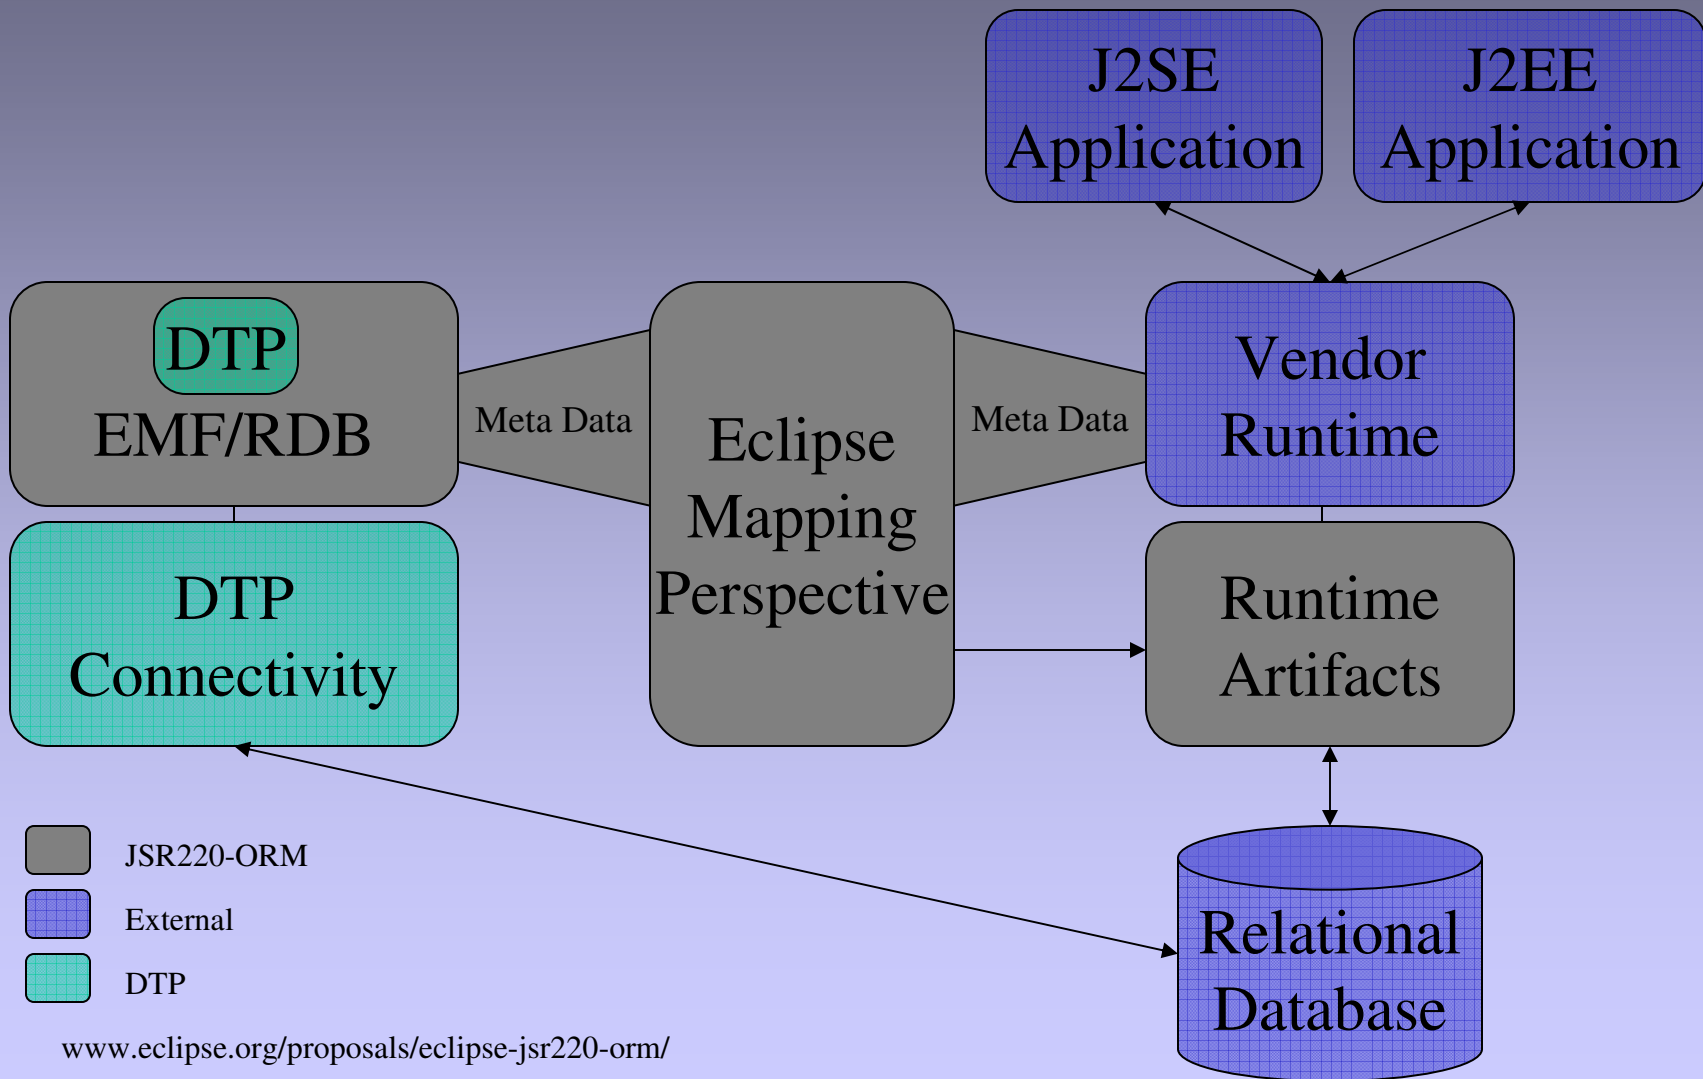 J2SE
Application
J2EE
Application
DTP
EMF/RDB
Meta Data
Eclipse
Mapping
Perspective
Meta Data
Vendor
Runtime
DTP
Connectivity
Runtime
Artifacts
JSR220-ORM
External
DTP
Relational
Database
www.eclipse.org/proposals/eclipse-jsr220-orm/